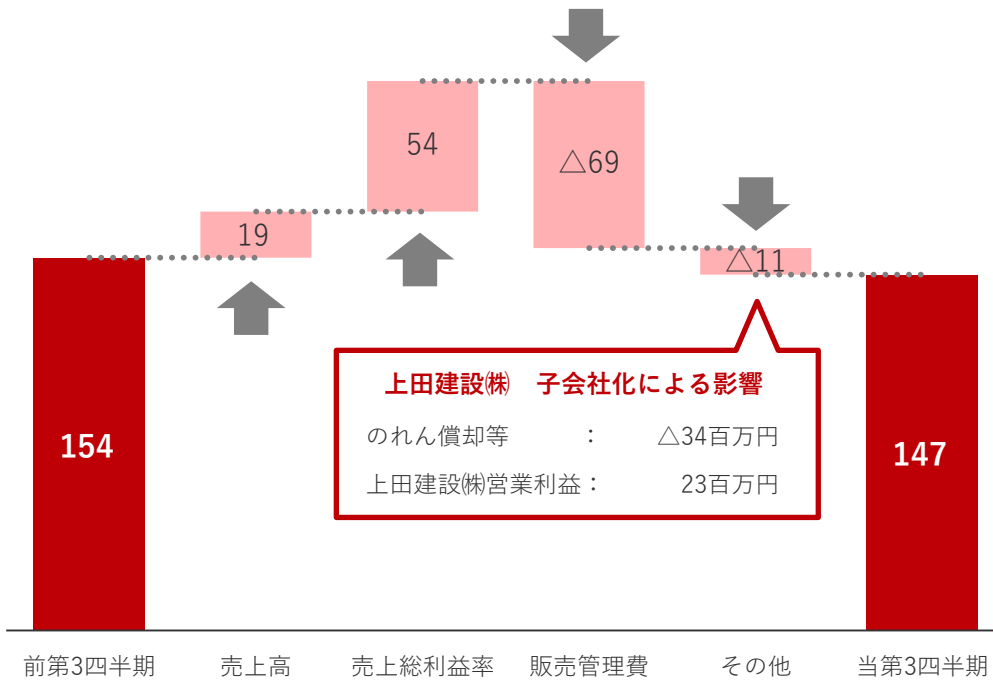 54
△69
19
△11
154
147
上田建設㈱　子会社化による影響
のれん償却等　　　：　　△34百万円
上田建設㈱営業利益：　　　23百万円
前第3四半期　売上高　売上総利益率　販売管理費　その他　当第3四半期